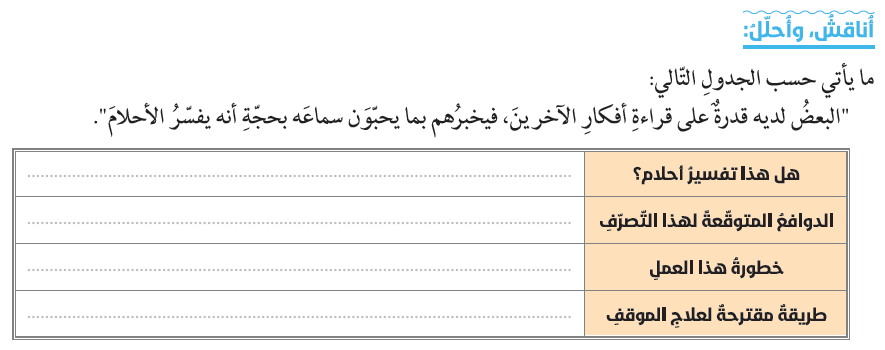 أُناقشُ، وأُحلّلُ:
ما يأتي حسب الجدولِ التّالي:
"البعضُ لديه قدرةٌ على قراءةِ أفكارِ الآخرينَ، فيخبرُهم بما يحبّوَن سماعَه بحجّةِ أنه يفسّرُ الأحلامَ".
هل هذا تفسيرُ أحلام؟
الدوافعُ المتوقّعةُ لهذا التّصرّفِ
خطورةُ هذا العملِ
طريقةٌ مقترحةٌ لعلاجِ الموقفِ